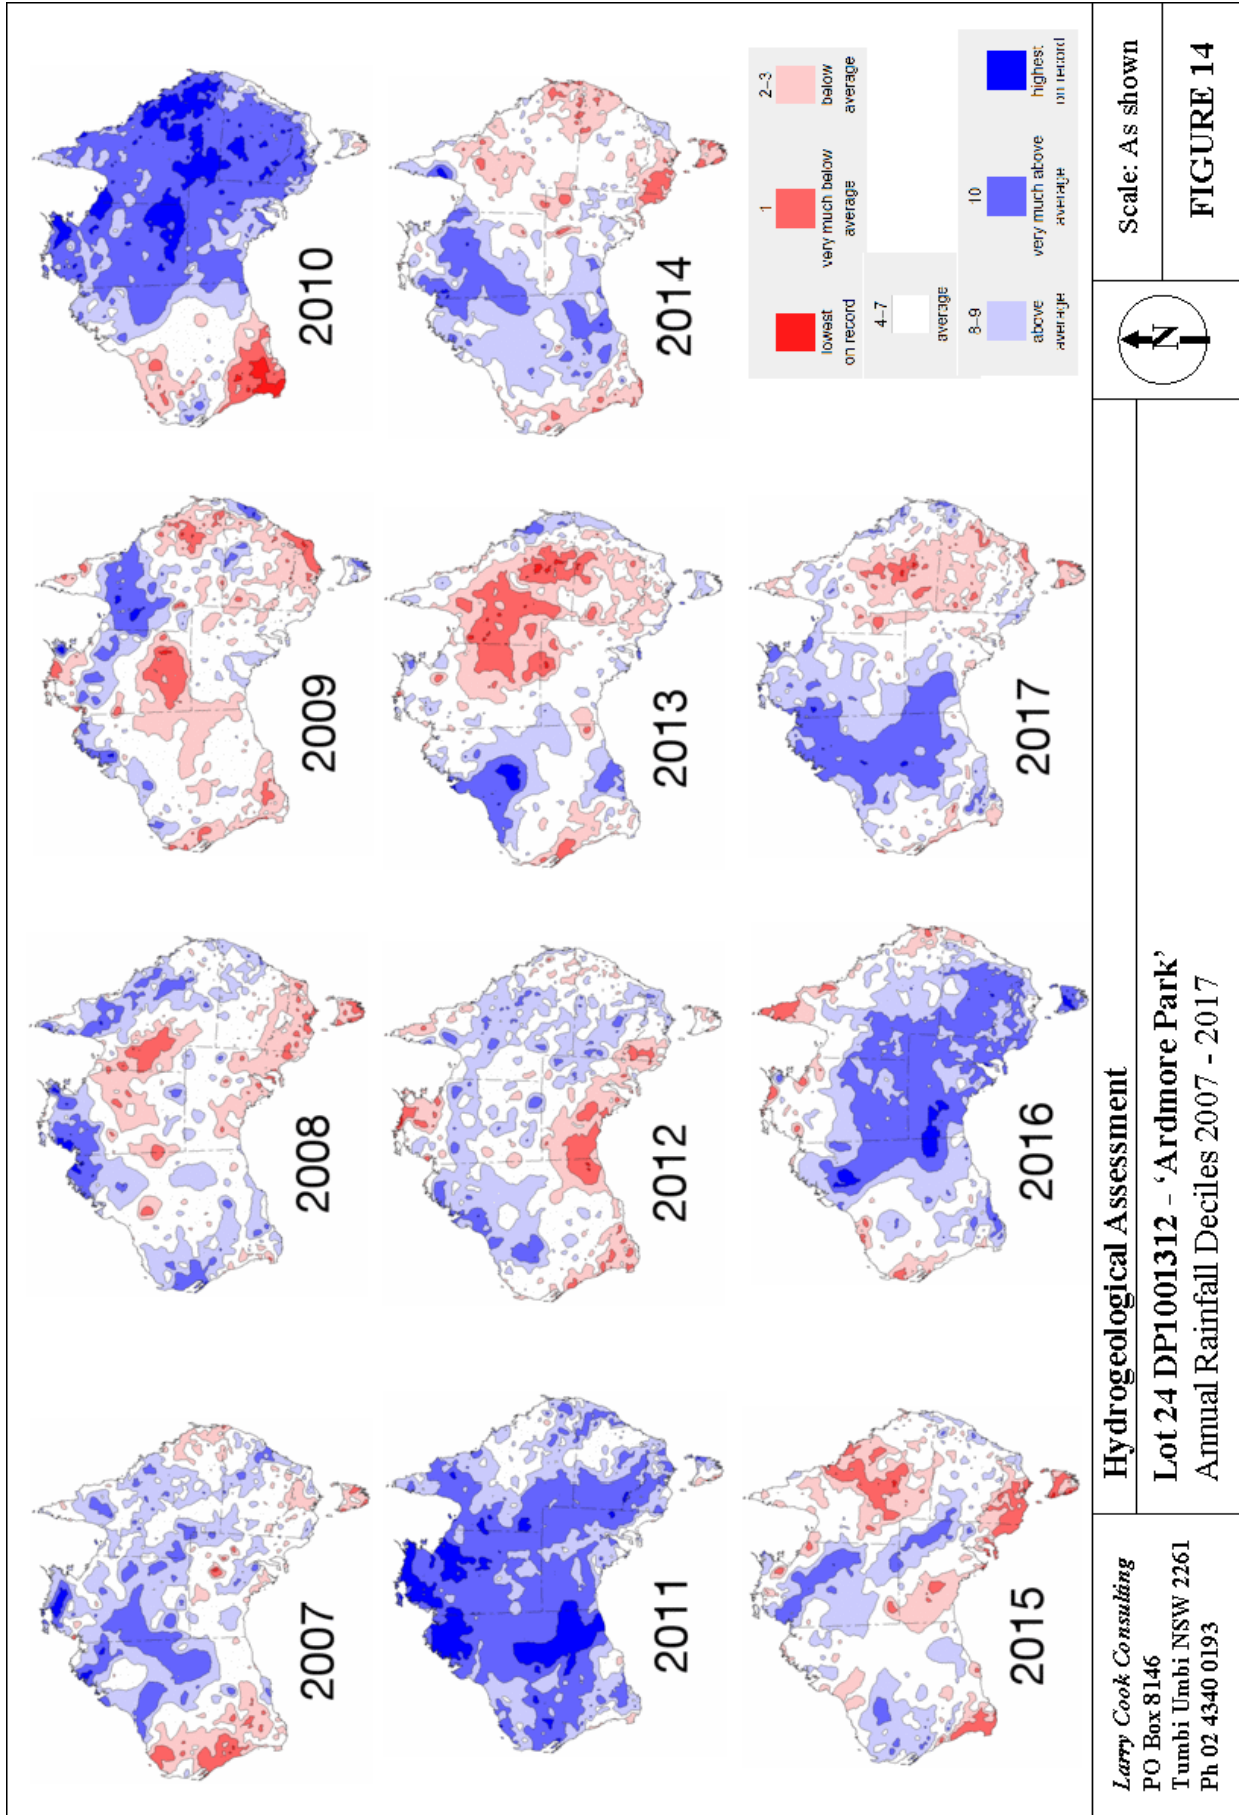 2007
2008
2009
2010
2011
2012
2013
2014
2015
2016
2017
lowest
on record
1
very much below
average
2–3
below
average
4–7
average
8–9
above
average
10
very much above
average
highest
on record
Larry Cook Consulting
PO Box 8146
Tumbi Umbi NSW 2261
Ph 02 4340 0193
Hydrogeological Assessment
Lot 24 DP1001312 - ‘Ardmore Park’
Annual Rainfall Deciles 2007 - 2017
N
Scale: As shown
FIGURE 14